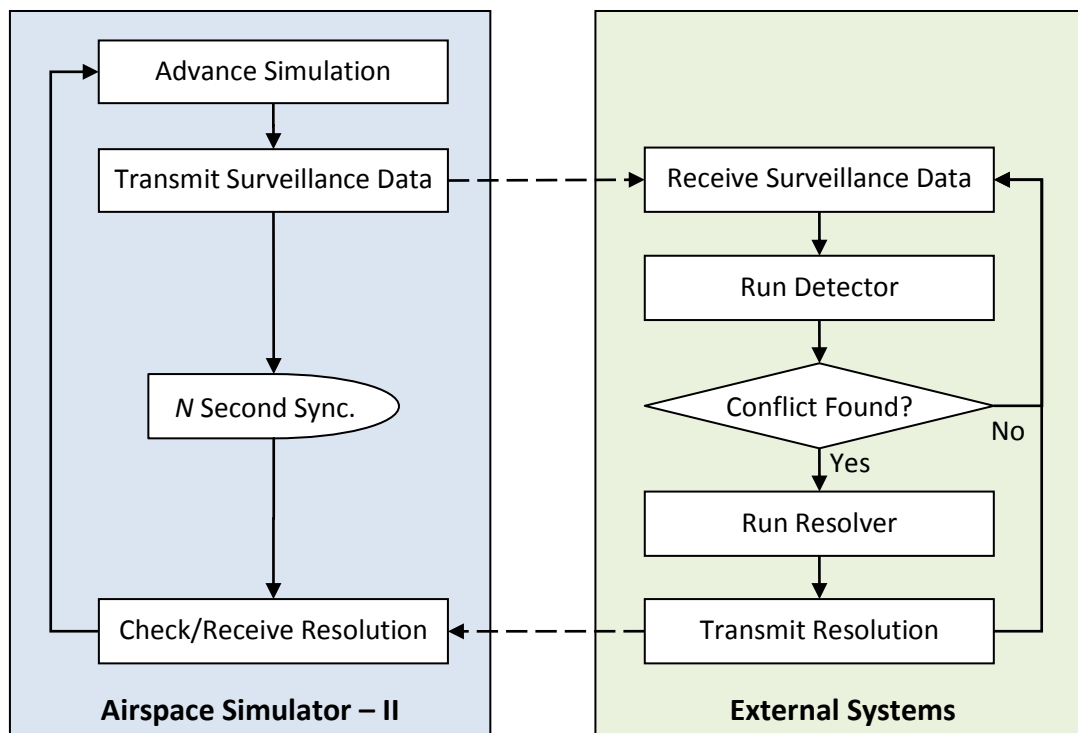 Advance Simulation
Transmit Surveillance Data
N Second Sync.
Check/Receive Resolution
Airspace Simulator – II
Receive Surveillance Data
Run Detector
Conflict Found?
No
Yes
Run Resolver
Transmit Resolution
External Systems